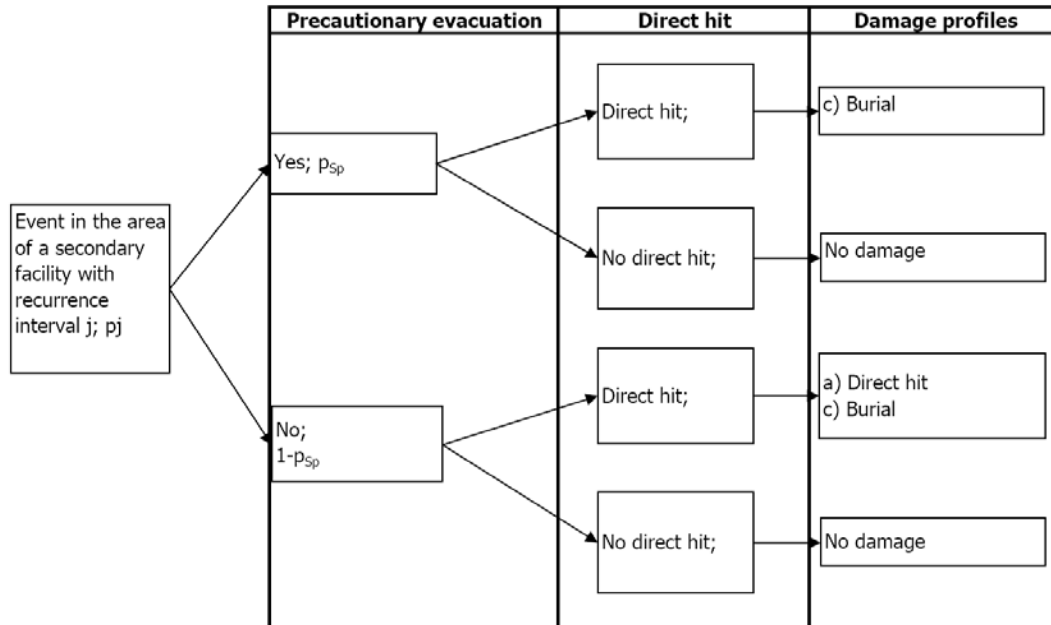 Precautionary evacuation
Direct hit
Damage profiles
Event in the area
of a secondary
facility with
recurrence
interval j; pj
Yes; pSp
No;
1-pSp
Direct hit;
No direct hit;
Direct hit;
No direct hit;
c) Burial
No damage
a) Direct hit
c) Burial
No damage